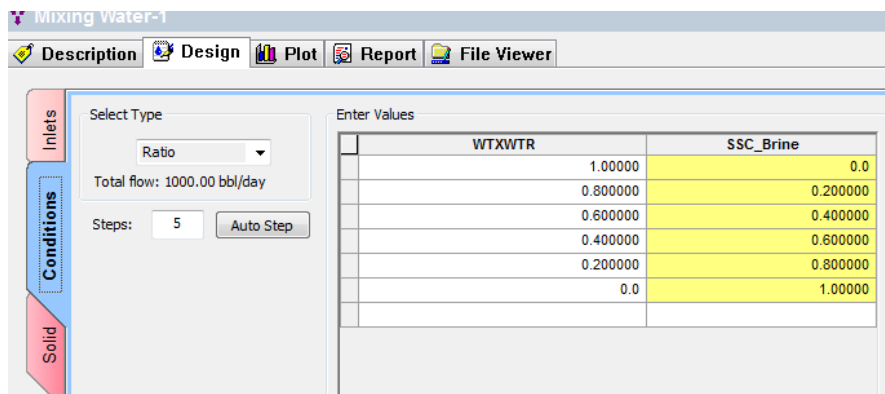 Mixing Water-1
Description Design Plot Report File Viewer
Inlets
Conditions
Solid
Select Type
Ratio
Total flow: 1000.00 bbl/day
Steps: 5 Auto Step
Enter Values
WTXWTR SSC_Brine
1.00000 0.0
0.800000 0.200000
0.600000 0.400000
0.400000 0.600000
0.200000 0.800000
0.0 1.00000